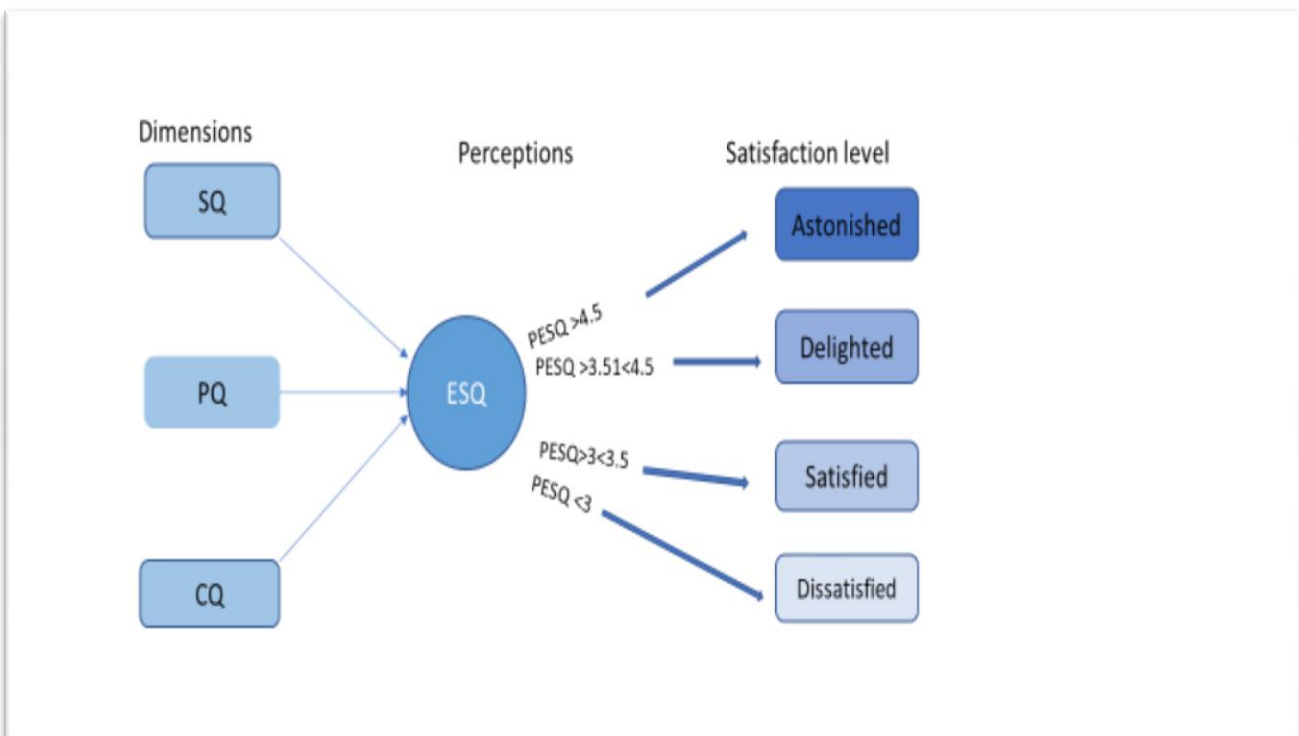 Dimensions
SQ
PQ
CQ
ESQ
Perceptions
PESQ >4.5
PESQ >3.51<4.5
PESQ>3<3.5
PESQ <3
Satisfaction level
Astonished
Delighted
Satisfied
Dissatisfied